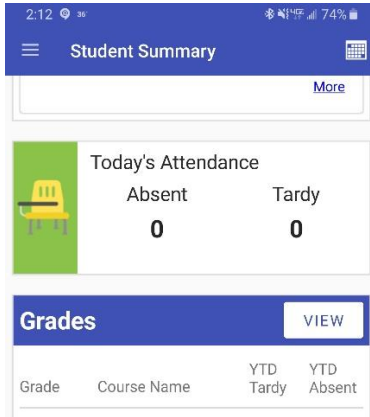 2:12 36°
74%
Student Summary
More
Today's Attendance
Absent Tardy
0 0
Grades VIEW
Grade Course Name YTD Tardy YTD Absent